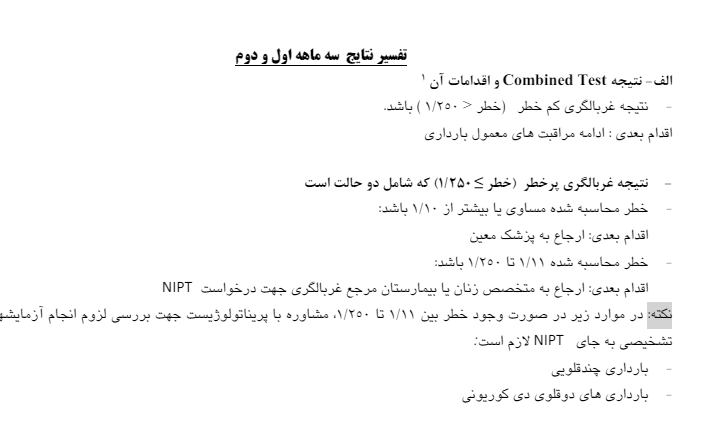 تفسیر نتایج سه ماهه اول و دوم
الف- نتیجه Combined Test و اقدامات آن ۱
- نتیجه غربالگری کم خطر (خطر < ۱/۲۵۰ ) باشد.
اقدام بعدی : ادامه مراقبت های معمول بارداری
- نتیجه غربالگری پرخطر (خطر ≥ ۱/۲۵۰) که شامل دو حالت است
- خطر محاسبه شده مساوی یا بیشتر از ۱/۱۰ باشد:
اقدام بعدی: ارجاع به پزشک معین
- خطر محاسبه شده ۱/۱۱ تا ۱/۲۵۰ باشد:
اقدام بعدی: ارجاع به متخصص زنان یا بیمارستان مرجع غربالگری جهت درخواست NIPT
نکته: در موارد زیر در صورت وجود خطر بین ۱/۱۱ تا ۱/۲۵۰، مشاوره با پریناتولوژیست جهت بررسی لزوم انجام آزمایشه
تشخیصی به جای NIPT لازم است:
- بارداری چندقلویی
- بارداری های دوقلوی دی کوریونی